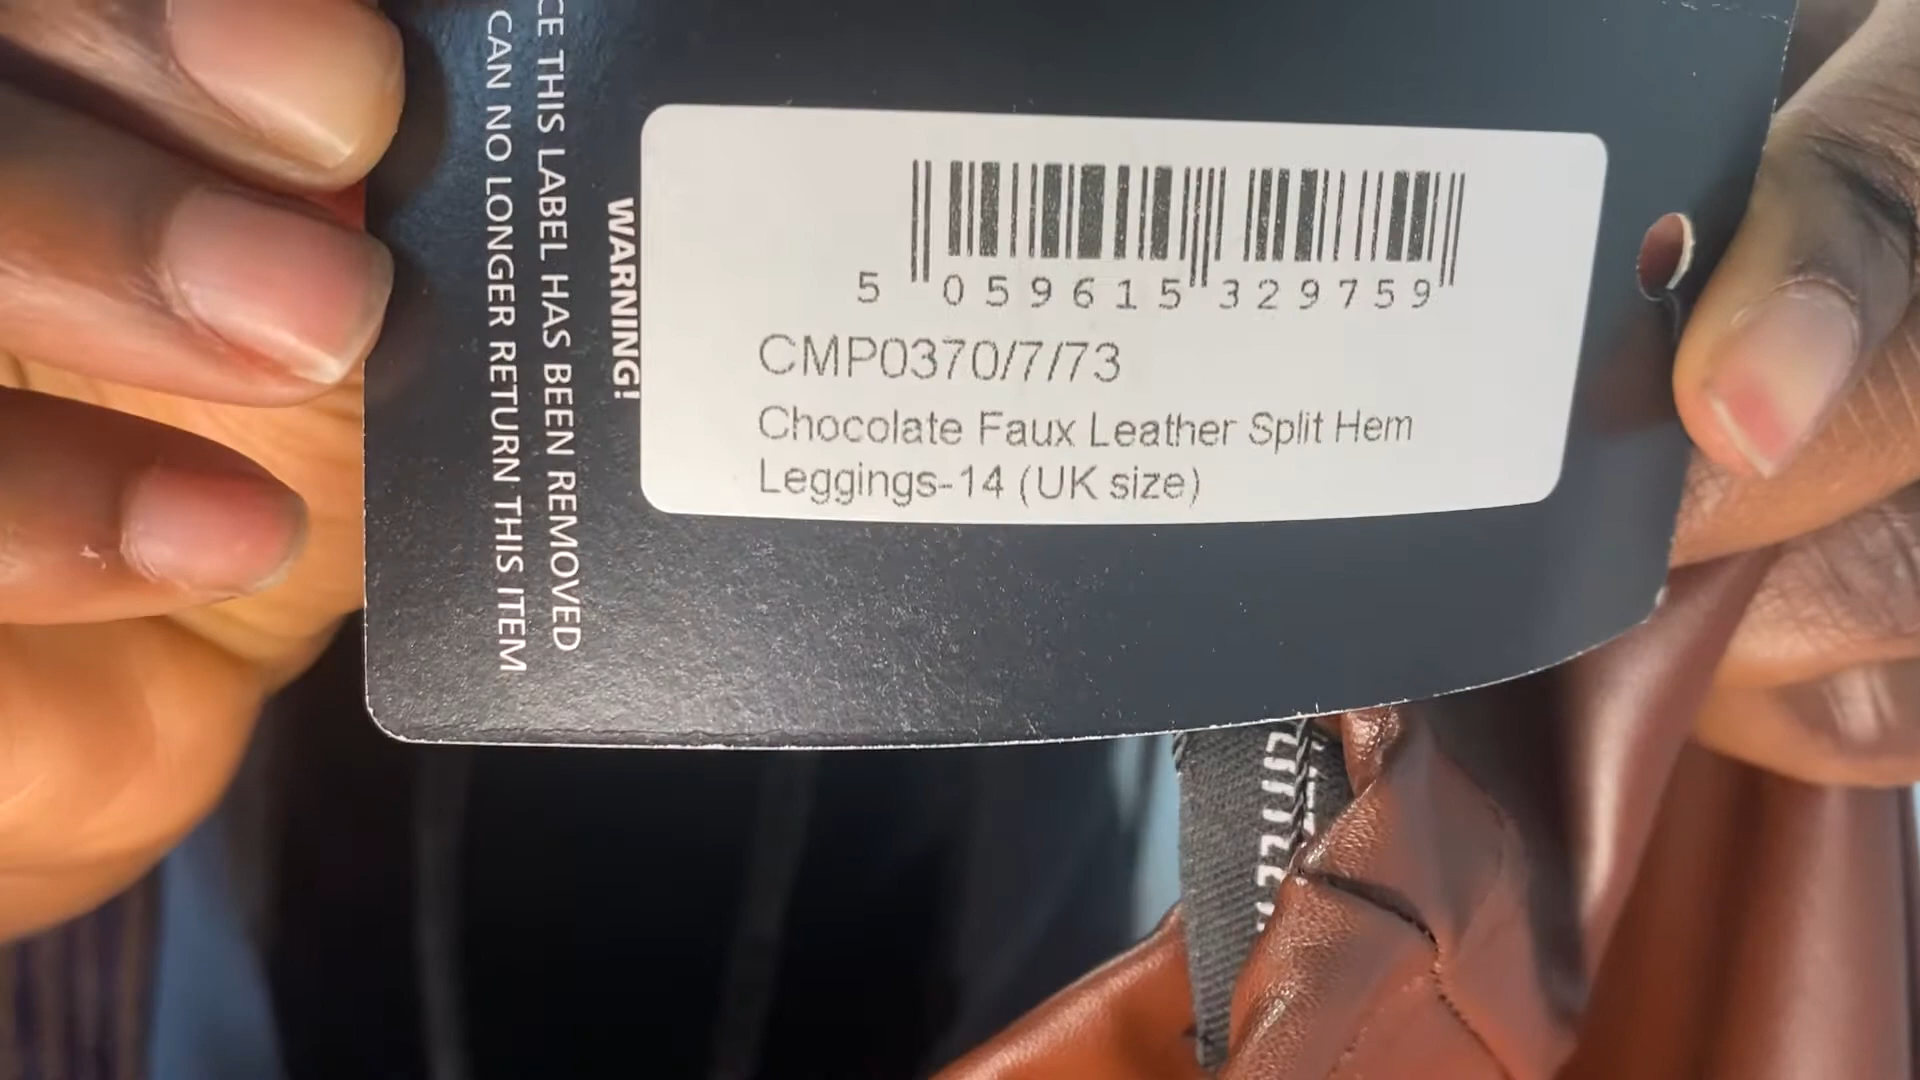 5 059615 329759
CMP0370/7/73
Chocolate Faux Leather Split Hem
Leggings-14 (UK size)
WARNING!
THIS LABEL HAS BEEN REMOVED
CAN NO LONGER RETURN THIS ITEM